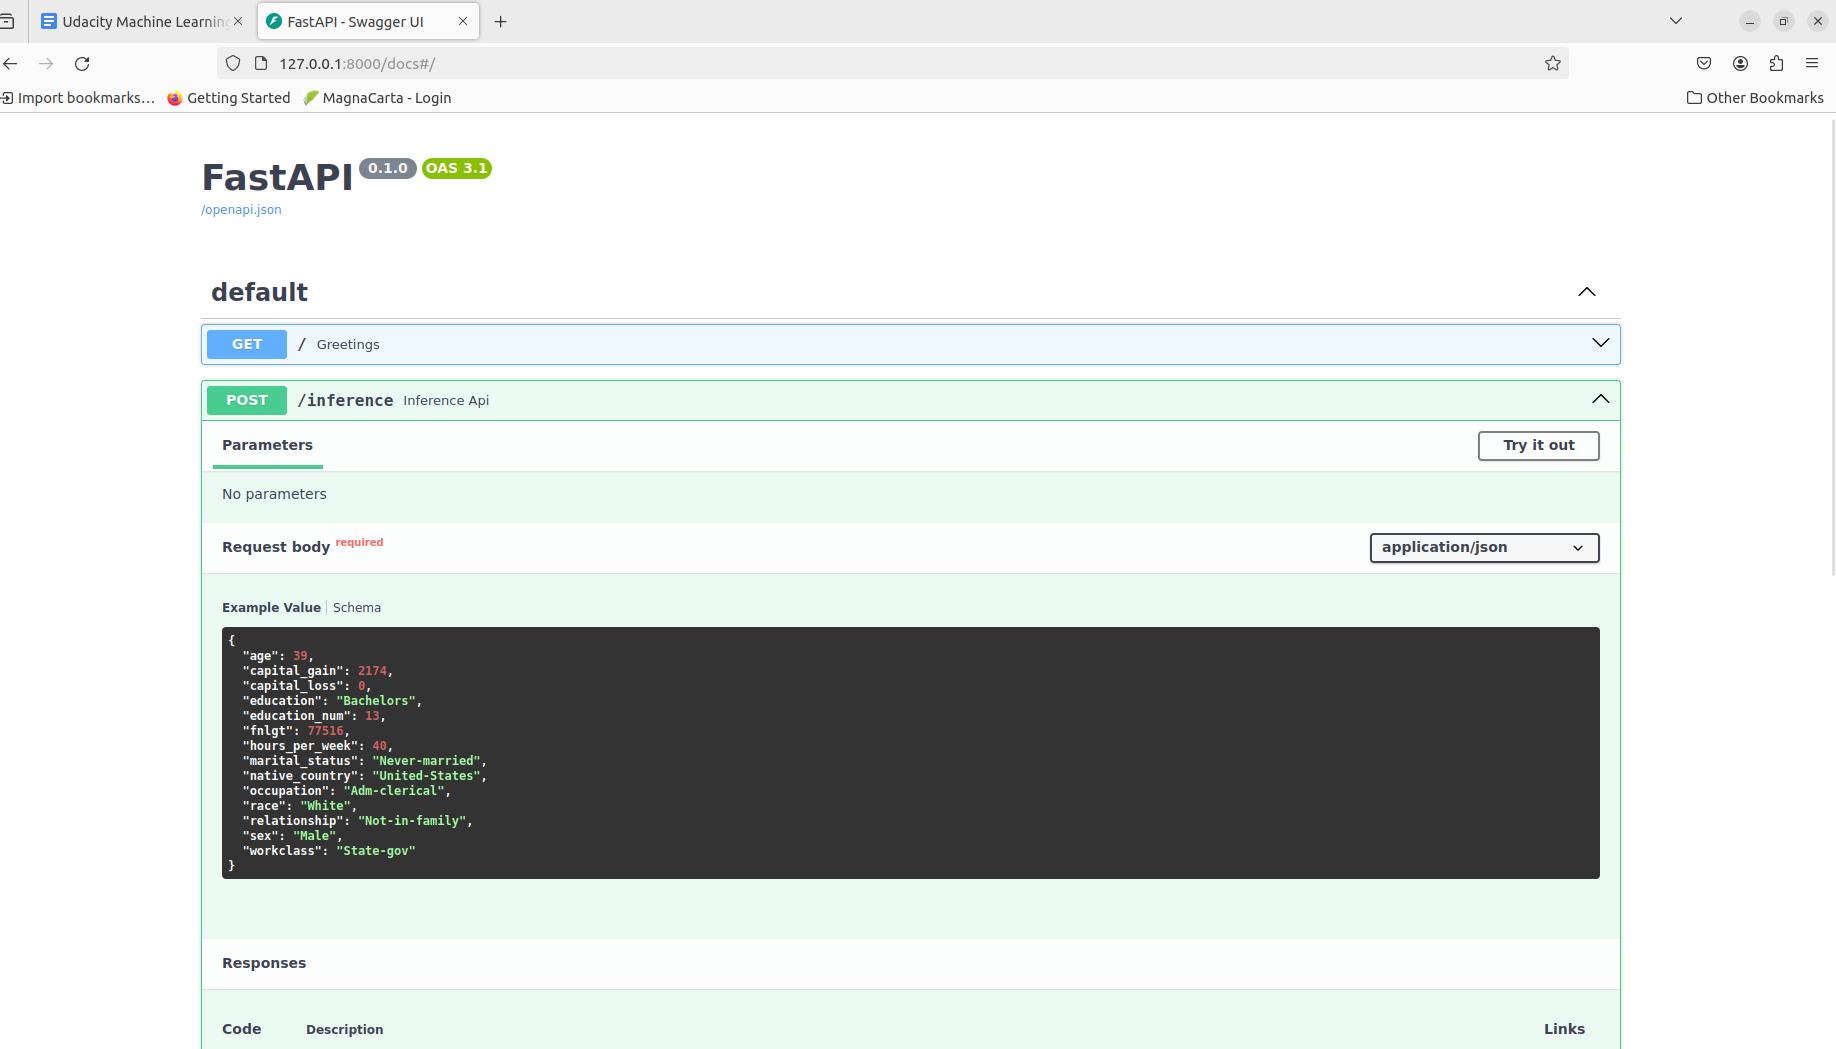 Udacity Machine Learning
FastAPI - Swagger UI
127.0.0.1:8000/docs#/
Import bookmarks…
Getting Started
MagnaCarta - Login
Other Bookmarks
FastAPI 0.1.0 OAS 3.1
/openapi.json
default
GET / Greetings
POST /inference Inference Api
Parameters
Try it out
No parameters
Request body required
application/json
Example Value Schema
{
  "age": 39,
  "capital_gain": 2174,
  "capital_loss": 0,
  "education": "Bachelors",
  "education_num": 13,
  "fnlgt": 77516,
  "hours_per_week": 40,
  "marital_status": "Never-married",
  "native_country": "United-States",
  "occupation": "Adm-clerical",
  "race": "White",
  "relationship": "Not-in-family",
  "sex": "Male",
  "workclass": "State-gov"
}
Responses
Code Description Links